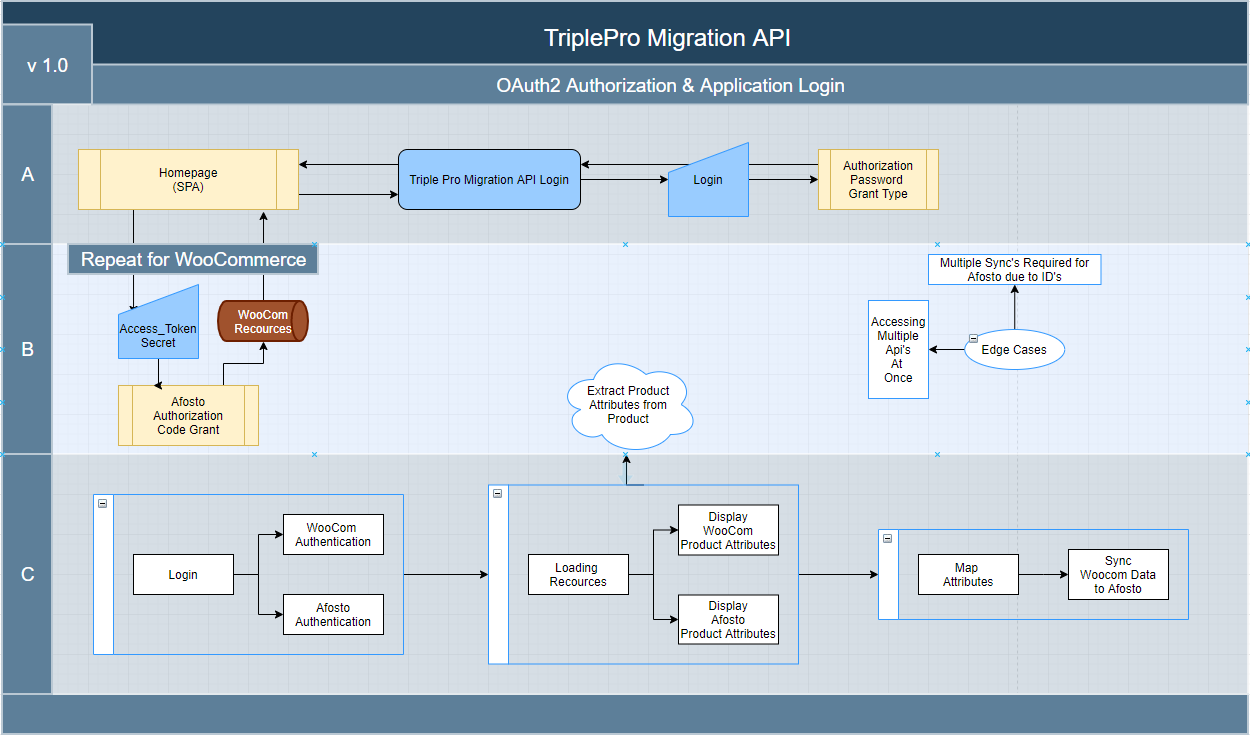 TriplePro Migration API
v 1.0
OAuth2 Authorization & Application Login
A
Homepage
(SPA)
Triple Pro Migration API Login
Login
Authorization
Password
Grant Type
B
Repeat for WooCommerce
Access_Token
Secret
WooCom
Recources
Afosto
Authorization
Code Grant
Extract Product
Attributes from
Product
Multiple Sync's Required for
Afosto due to ID's
Accessing
Multiple
Api's
At
Once
Edge Cases
C
Login
WooCom
Authentication
Afosto
Authentication
Loading
Recources
Display
WooCom
Product Attributes
Display
Afosto
Product Attributes
Map
Attributes
Sync
Woocom Data
to Afosto